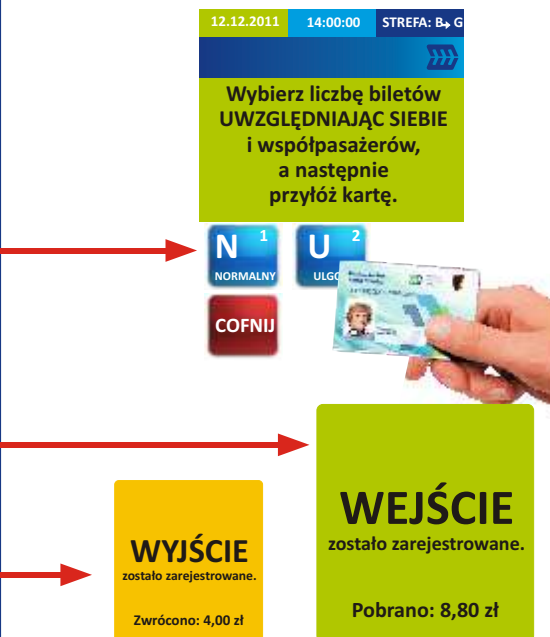 12.12.2011 14:00:00 STREFA: B↳ G
Wybierz liczbę biletów
UWZGLĘDNIAJĄC SIEBIE
i współpasażerów,
a następnie
przyłóż kartę.
N 1 U 2
NORMALNY ULGO
COFNIJ
WEJŚCIE
zostało zarejestrowane.
Pobrano: 8,80 zł
WYJŚCIE
zostało zarejestrowane.
Zwrócono: 4,00 zł